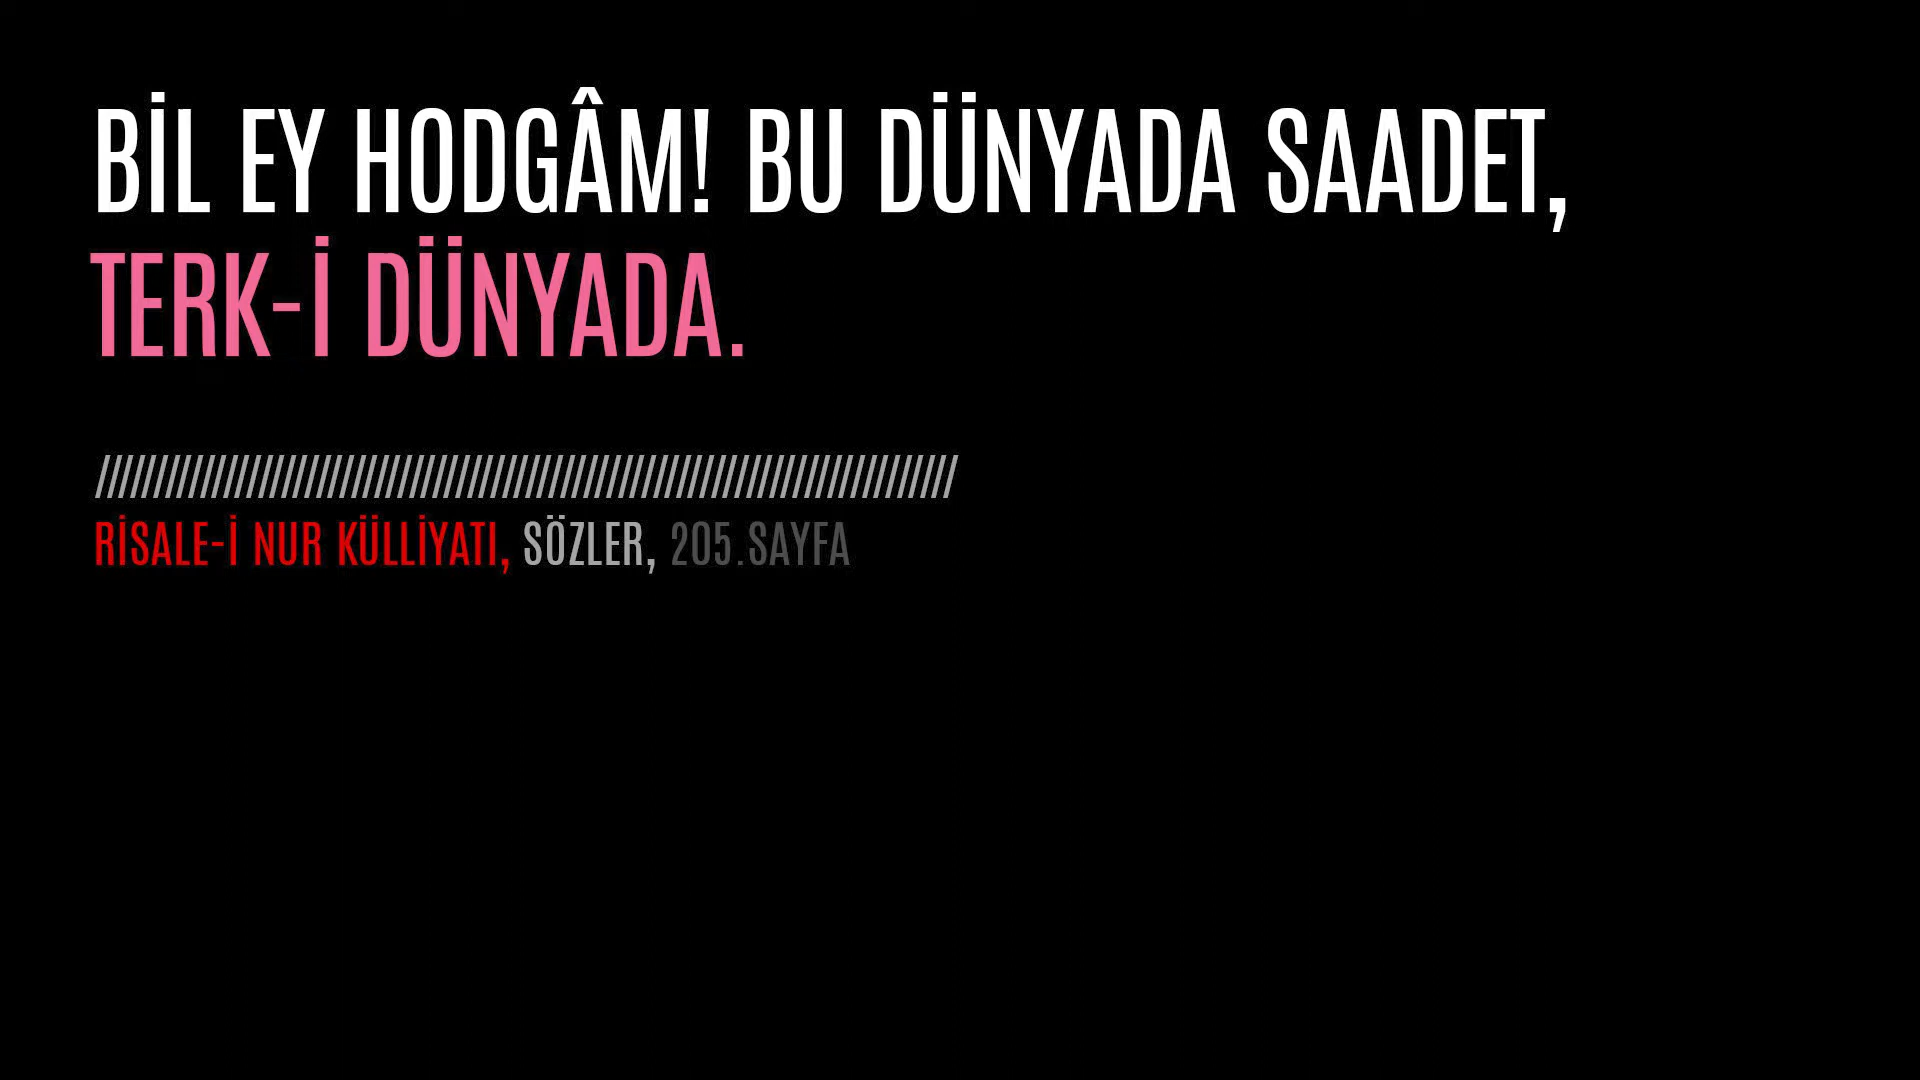 BİL EY HODGÂM! BU DÜNYADA SAADET,
TERK-İ DÜNYADA.
//////////////////////////////////////////////////////////////////////////
RİSALE-İ NUR KÜLLİYATI, SÖZLER, 205.SAYFA